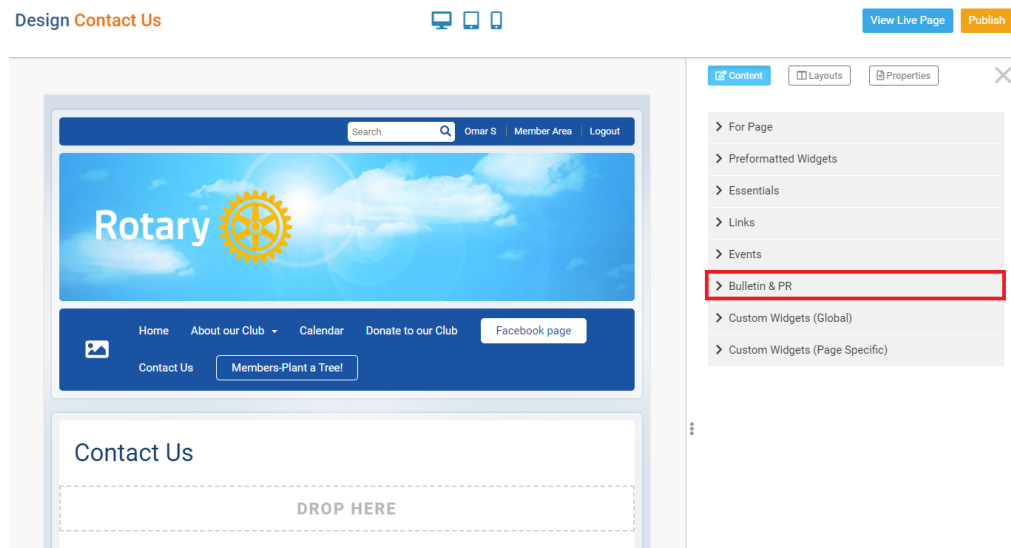 Design Contact Us
View Live Page
Publish
Content
Layouts
Properties
Search
Omar S
Member Area
Logout
Rotary
Home
About our Club
Calendar
Donate to our Club
Facebook page
Contact Us
Members-Plant a Tree!
Contact Us
DROP HERE
For Page
Preformatted Widgets
Essentials
Links
Events
Bulletin & PR
Custom Widgets (Global)
Custom Widgets (Page Specific)